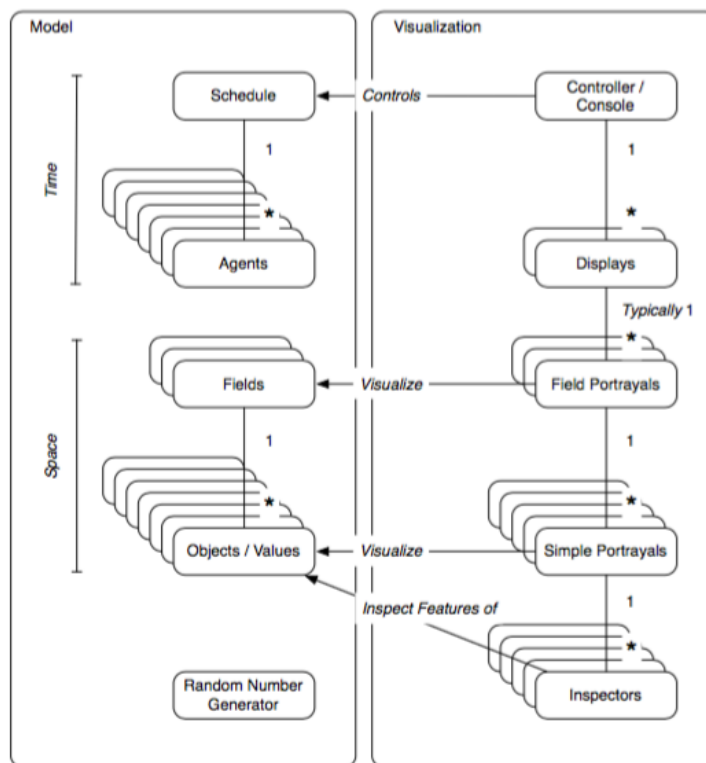 Model
Visualization
Schedule
Controls
Controller /
Console
1
1
Time
*
*
Agents
Displays
Typically 1
*
Fields
Visualize
Field Portrayals
1
1
Space
*
*
Objects / Values
Visualize
Simple Portrayals
1
Inspect Features of
*
Random Number
Generator
Inspectors